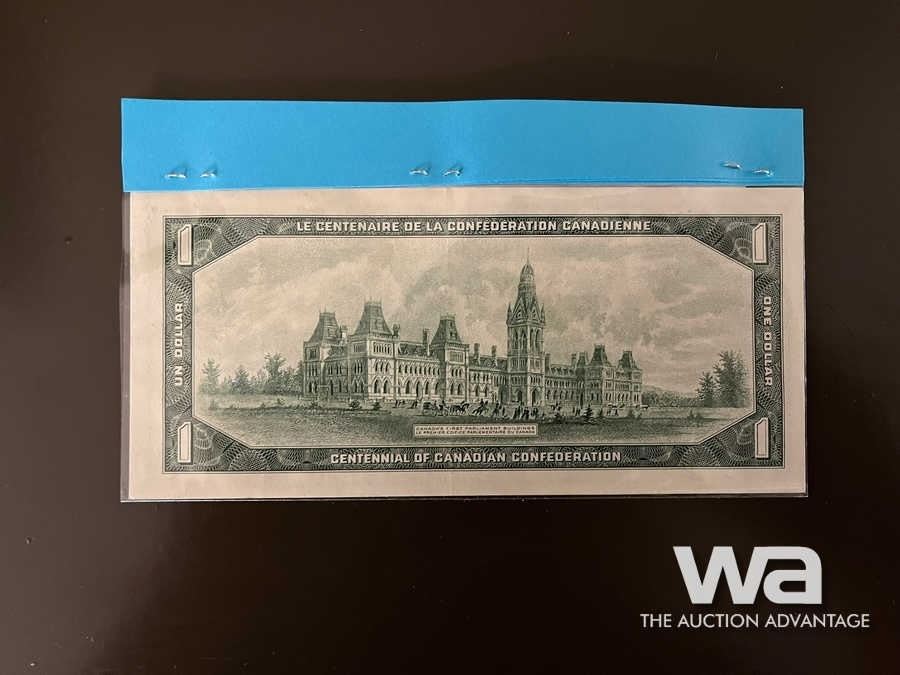 LE CENTENAIRE DE LA CONFEDERATION CANADIENNE
1 1
UN DOLLAR
ONE DOLLAR
CANADA'S FIRST PARLIAMENT BUILDINGS
LE PREMIER EDIFICE PARLEMENTAIRE DU CANADA
1 1
CENTENNIAL OF CANADIAN CONFEDERATION
wa
THE AUCTION ADVANTAGE